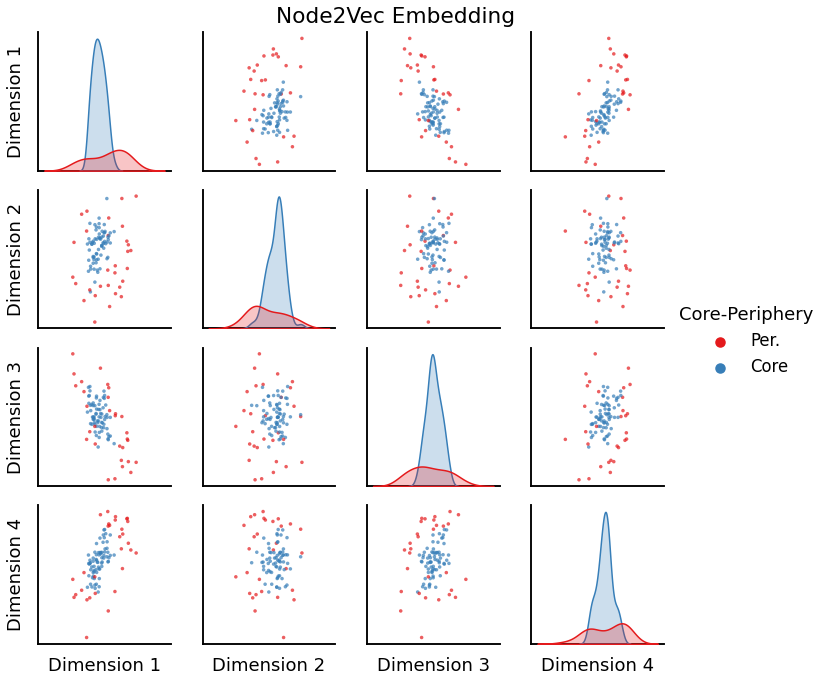 Node2Vec Embedding
Dimension 1
Dimension 2
Dimension 3
Dimension 4
Core-Periphery
Per.
Core
Dimension 1
Dimension 2
Dimension 3
Dimension 4